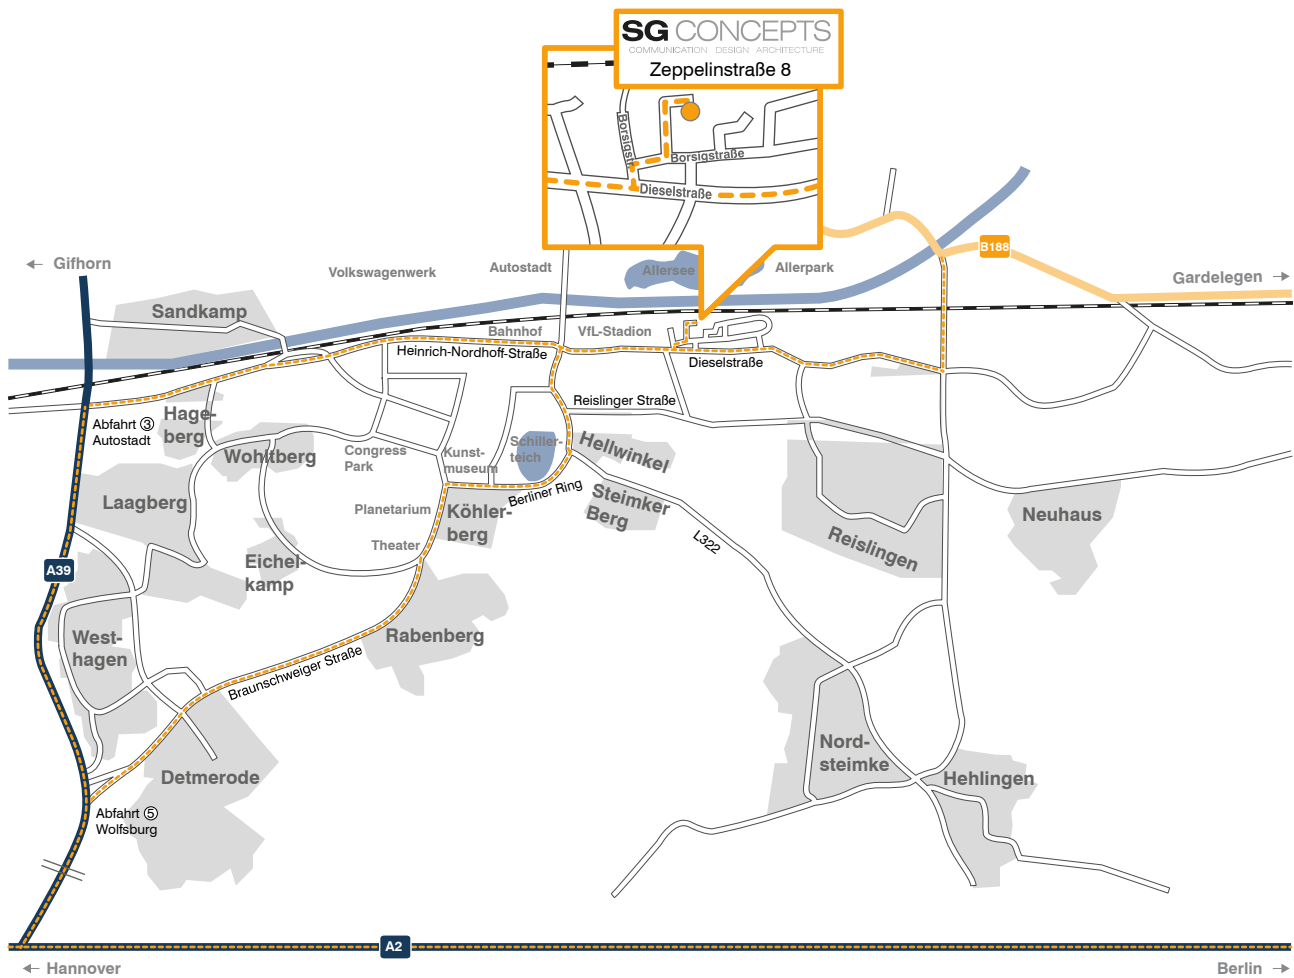 SG CONCEPTS
COMMUNICATION DESIGN ARCHITECTURE
Zeppelinstraße 8
Borsigstr.
Borsigstraße
Dieselstraße
B188
Gifhorn
Volkswagenwerk
Autostadt
Allersee
Allerpark
Gardelegen
Sandkamp
Bahnhof
VfL-Stadion
Heinrich-Nordhoff-Straße
Dieselstraße
Reislinger Straße
Abfahrt ③
Autostadt
Hage-
berg
Wohltberg
Congress
Park
Kunst-
museum
Schiller-
teich
Hellwinkel
Laagberg
Planetarium
Köhler-
berg
Berliner Ring
Steimker
Berg
L322
Neuhaus
Reislingen
Theater
Eichel-
kamp
A39
West-
hagen
Rabenberg
Braunschweiger Straße
Nord-
steimke
Hehlingen
Detmerode
Abfahrt ⑤
Wolfsburg
A2
Hannover
Berlin